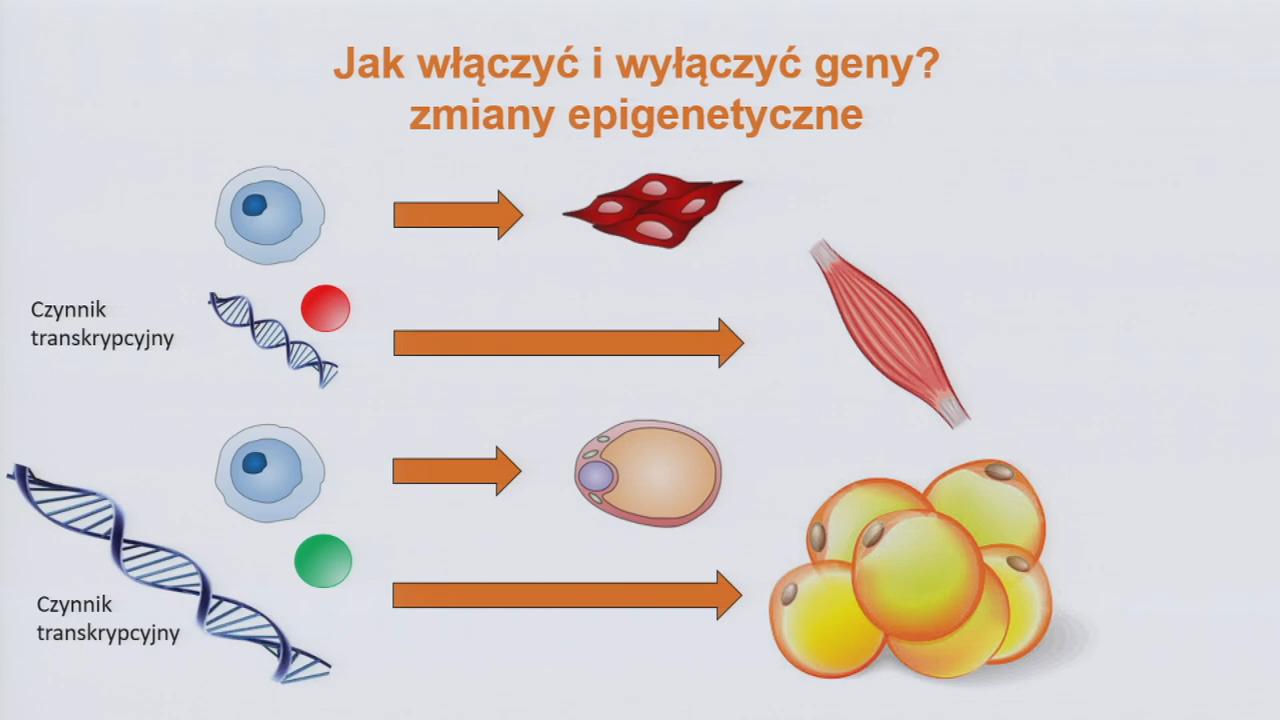 Jak włączyć i wyłączyć geny?
zmiany epigenetyczne
Czynnik
transkrypcyjny
Czynnik
transkrypcyjny